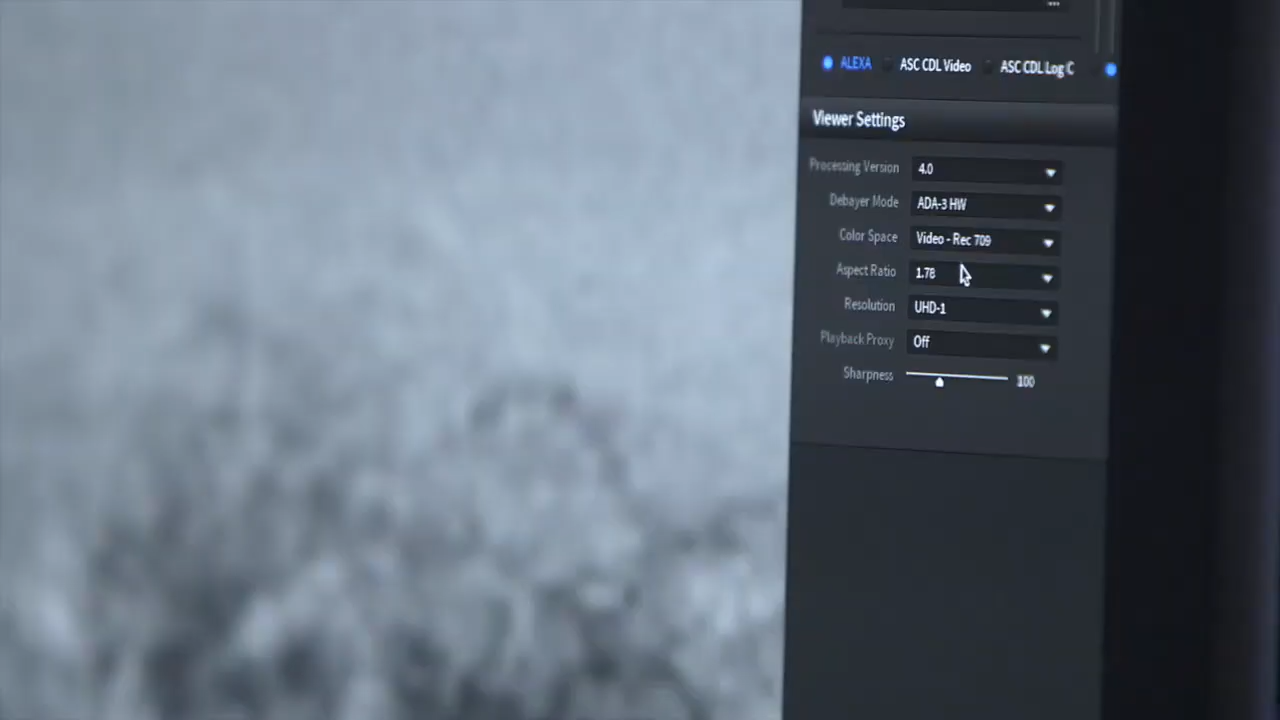 ...
ALEXA ASC CDL Video ASC CDL Log C
Viewer Settings
Processing Version 4.0
Debayer Mode ADA-3 HW
Color Space Video - Rec 709
Aspect Ratio 1.78
Resolution UHD-1
Playback Proxy Off
Sharpness 100